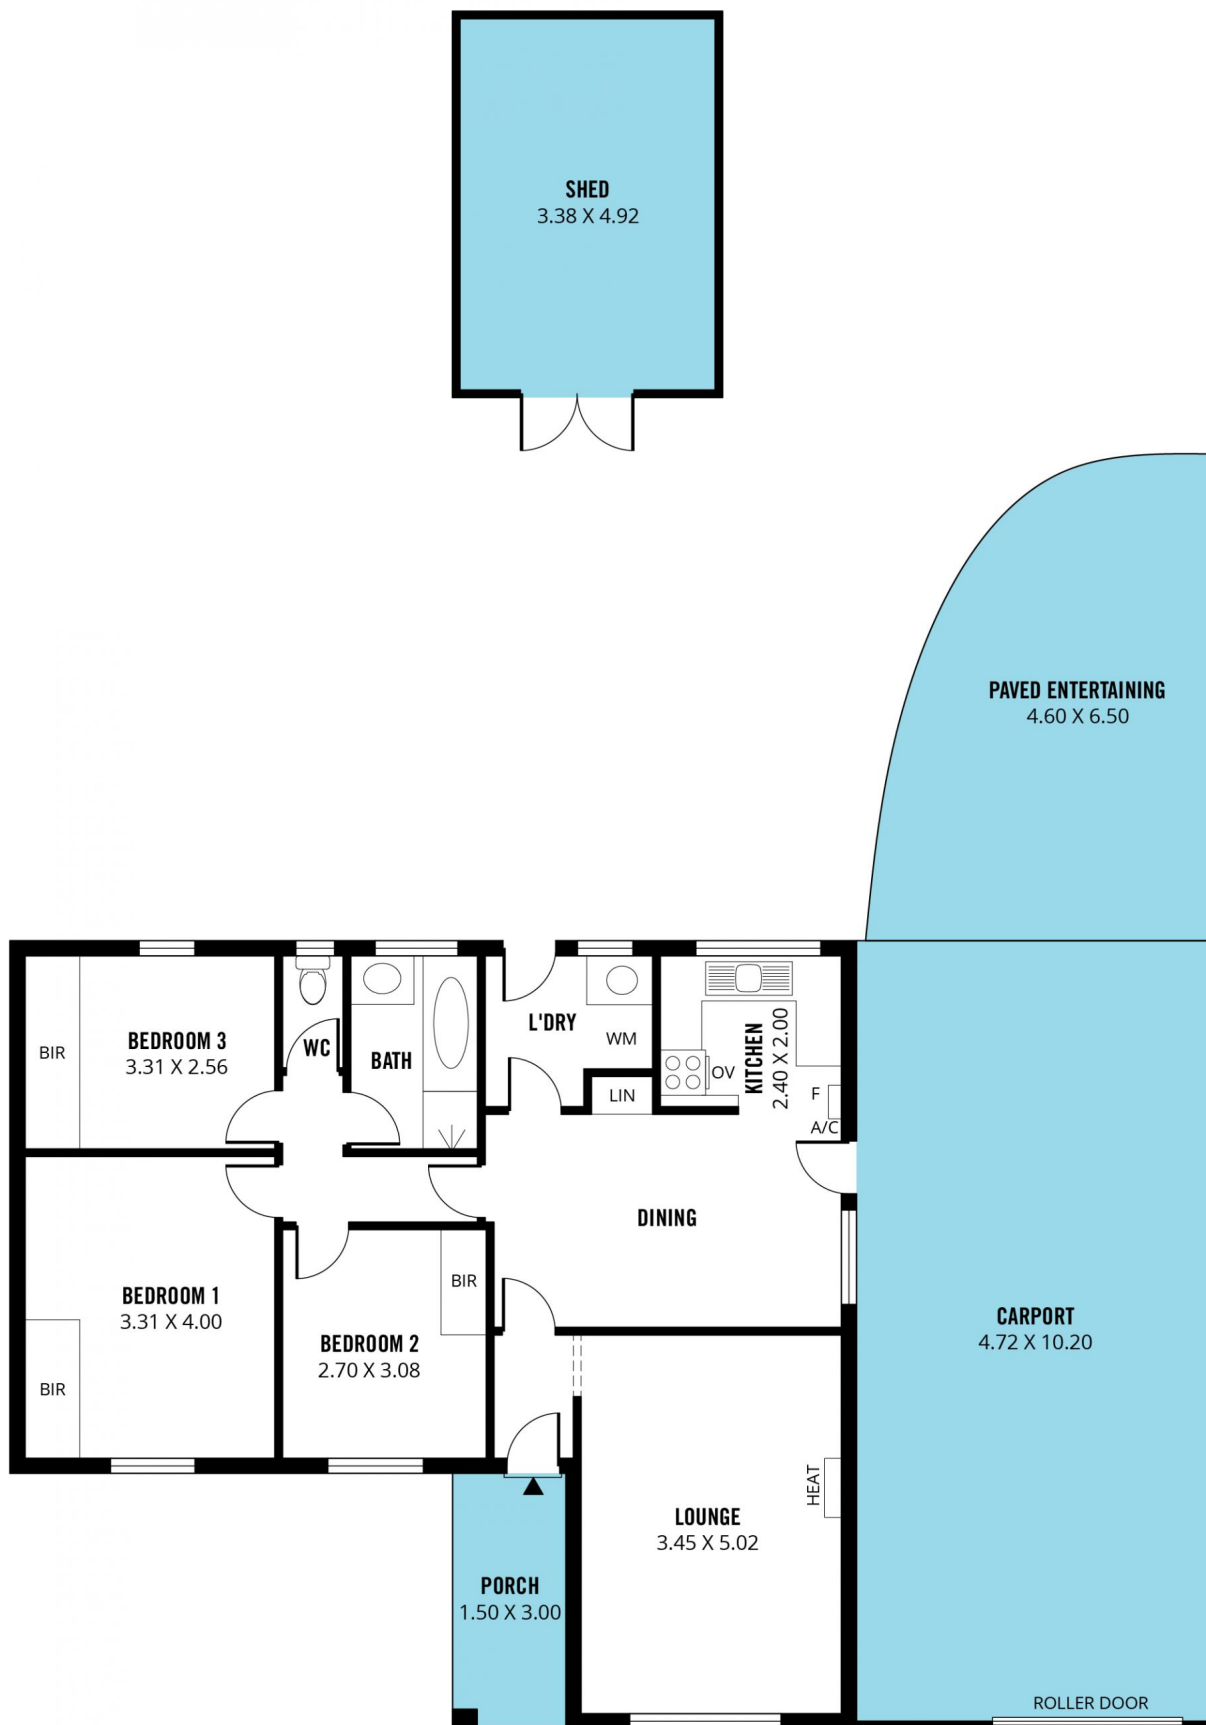 SHED
3.38 X 4.92
PAVED ENTERTAINING
4.60 X 6.50
BEDROOM 3
3.31 X 2.56
BIR
WC
BATH
L'DRY
WM
LIN
KITCHEN
2.40 X 2.00
OV
F
A/C
DINING
BEDROOM 1
3.31 X 4.00
BIR
BEDROOM 2
2.70 X 3.08
BIR
CARPORT
4.72 X 10.20
LOUNGE
3.45 X 5.02
HEAT
PORCH
1.50 X 3.00
ROLLER DOOR